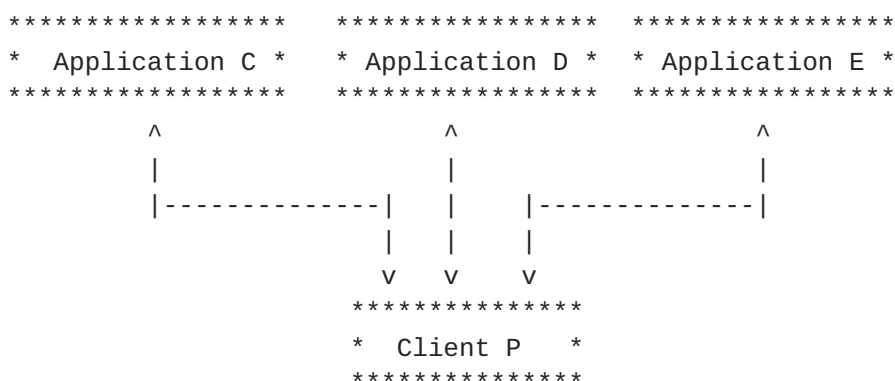 ******************   *****************  *****************
*  Application C *   * Application D *  * Application E *
******************   *****************  *****************
^                  ^                   ^
|                  |                   |
|--------------|   |    |--------------|
|   |    |
v   v    v
***************
*  Client P   *
***************